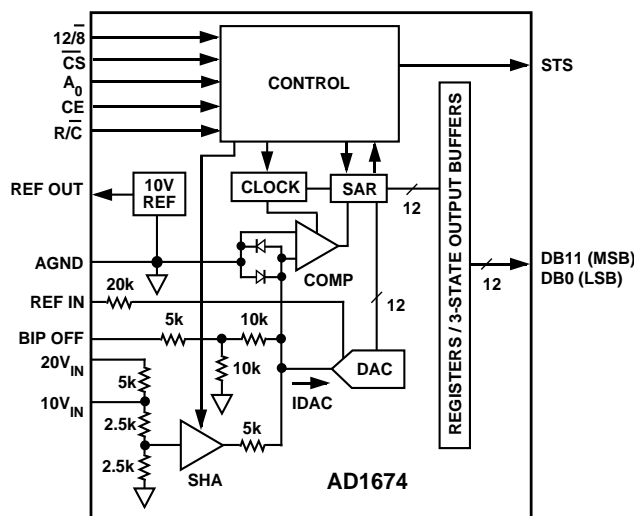 12/8̅
C̅S̅
A0
CE
R/C̅
CONTROL
STS
REF OUT
10V
REF
CLOCK
SAR
12
REGISTERS / 3-STATE OUTPUT BUFFERS
12
DB11 (MSB)
DB0 (LSB)
AGND
COMP
REF IN
20k
12
BIP OFF
5k
10k
10k
20VIN
5k
10VIN
2.5k
2.5k
SHA
5k
IDAC
DAC
AD1674